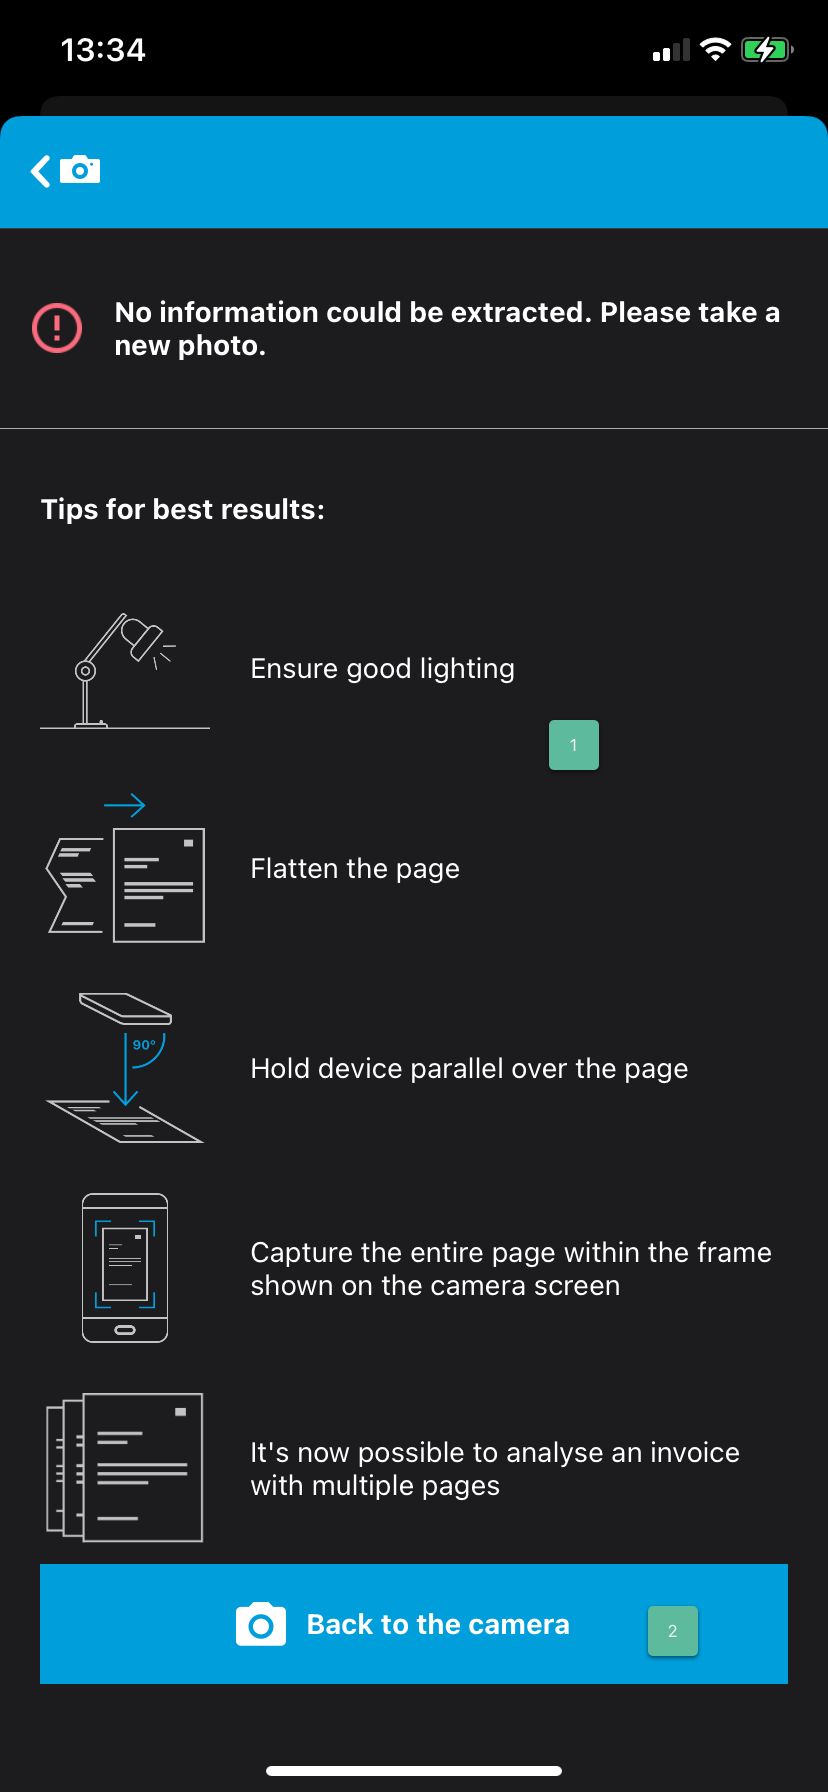 13:34
No information could be extracted. Please take a
new photo.
Tips for best results:
Ensure good lighting
1
Flatten the page
90°
Hold device parallel over the page
Capture the entire page within the frame
shown on the camera screen
It's now possible to analyse an invoice
with multiple pages
Back to the camera
2